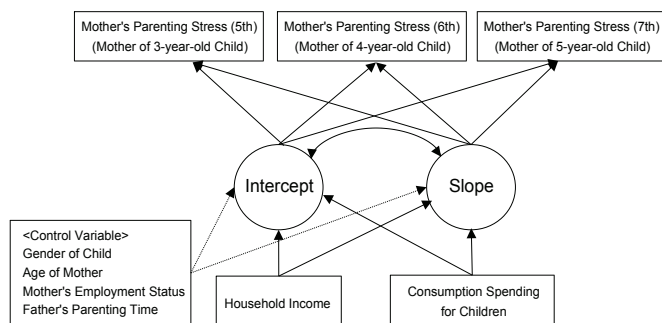 Mother's Parenting Stress (5th)
(Mother of 3-year-old Child)
Mother's Parenting Stress (6th)
(Mother of 4-year-old Child)
Mother's Parenting Stress (7th)
(Mother of 5-year-old Child)
Intercept
Slope
<Control Variable>
Gender of Child
Age of Mother
Mother's Employment Status
Father's Parenting Time
Household Income
Consumption Spending
for Children